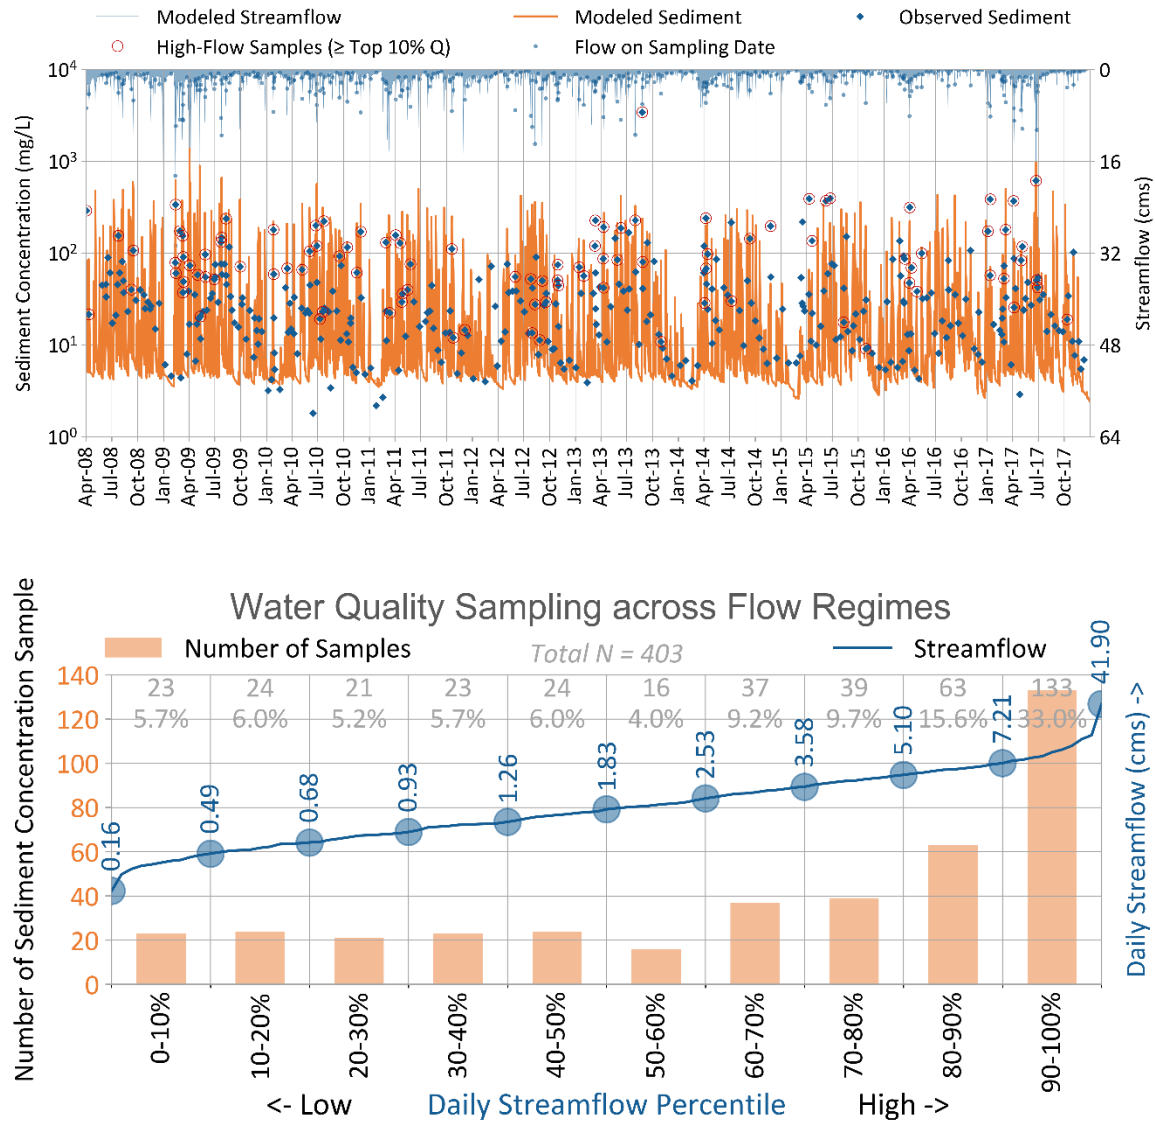 Modeled Streamflow Modeled Sediment Observed Sediment
High-Flow Samples (≥ Top 10% Q) Flow on Sampling Date
Sediment Concentration (mg/L)
10⁴
10³
10²
10¹
10⁰
0
16
32
48
64
Streamflow (cms)
Apr-08 Jul-08 Oct-08 Jan-09 Apr-09 Jul-09 Oct-09 Jan-10 Apr-10 Jul-10 Oct-10 Jan-11 Apr-11 Jul-11 Oct-11 Jan-12 Apr-12 Jul-12 Oct-12 Jan-13 Apr-13 Jul-13 Oct-13 Jan-14 Apr-14 Jul-14 Oct-14 Jan-15 Apr-15 Jul-15 Oct-15 Jan-16 Apr-16 Jul-16 Oct-16 Jan-17 Apr-17 Jul-17 Oct-17
Water Quality Sampling across Flow Regimes
Number of Samples Total N = 403 Streamflow
Number of Sediment Concentration Sample
140
120
100
80
60
40
20
0
23 24 21 23 24 16 37 39 63 133
5.7% 6.0% 5.2% 5.7% 6.0% 4.0% 9.2% 9.7% 15.6% 33.0%
0.16 0.49 0.68 0.93 1.26 1.83 2.53 3.58 5.10 7.21 41.90
Daily Streamflow (cms) ->
0-10% 10-20% 20-30% 30-40% 40-50% 50-60% 60-70% 70-80% 80-90% 90-100%
<- Low Daily Streamflow Percentile High ->